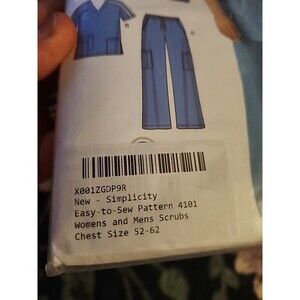 B
X001ZGDP9R
New - Simplicity
Easy-to-Sew Pattern 4101
Womens and Mens Scrubs
Chest Size 52-62